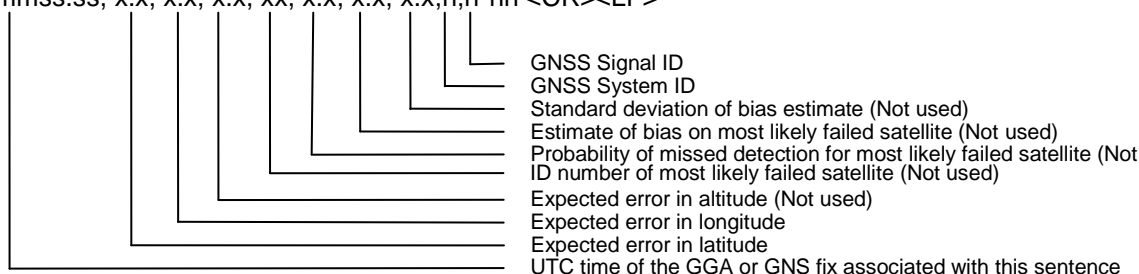 GNSS Signal ID
GNSS System ID
Standard deviation of bias estimate (Not used)
Estimate of bias on most likely failed satellite (Not used)
Probability of missed detection for most likely failed satellite (Not
ID number of most likely failed satellite (Not used)
Expected error in altitude (Not used)
Expected error in longitude
Expected error in latitude
UTC time of the GGA or GNS fix associated with this sentence